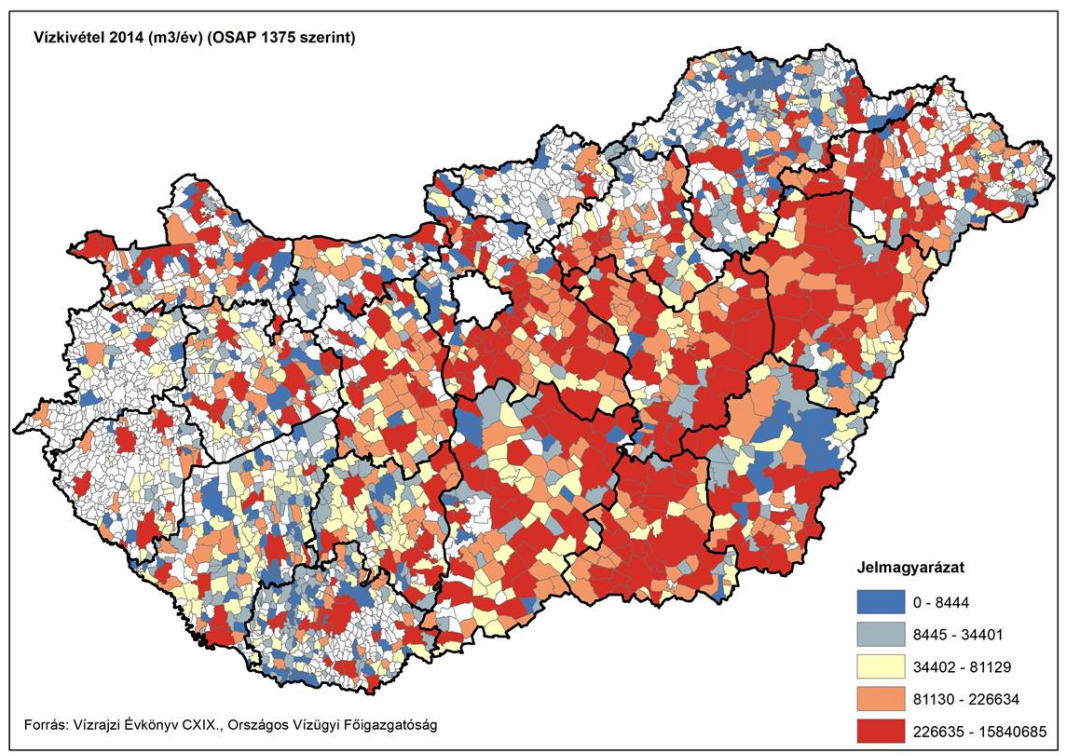 Vízkivétel 2014 (m3/év) (OSAP 1375 szerint)
Jelmagyarázat
0 - 8444
8445 - 34401
34402 - 81129
81130 - 226634
226635 - 15840685
Forrás: Vízrajzi Évkönyv CXIX., Országos Vízügyi Főigazgatóság